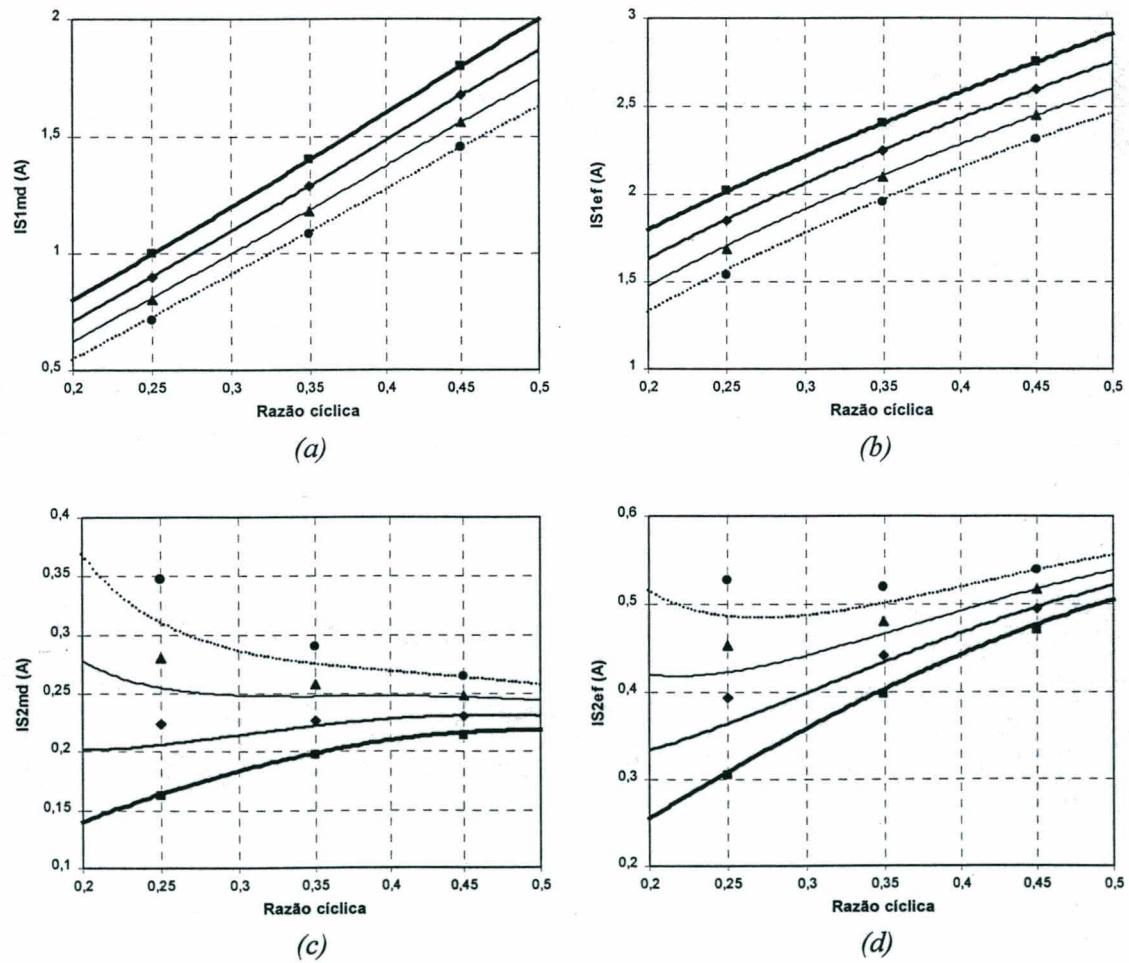 2
3
1,5
2,5
2
1
1,5
0,5
1
0,2 0,25 0,3 0,35 0,4 0,45 0,5
0,2 0,25 0,3 0,35 0,4 0,45 0,5
IS1md (A)
IS1ef (A)
Razão cíclica
Razão cíclica
(a)
(b)
0,4
0,35
0,3
0,25
0,2
0,15
0,1
0,6
0,5
0,4
0,3
0,2
0,2 0,25 0,3 0,35 0,4 0,45 0,5
0,2 0,25 0,3 0,35 0,4 0,45 0,5
IS2md (A)
IS2ef (A)
Razão cíclica
Razão cíclica
(c)
(d)